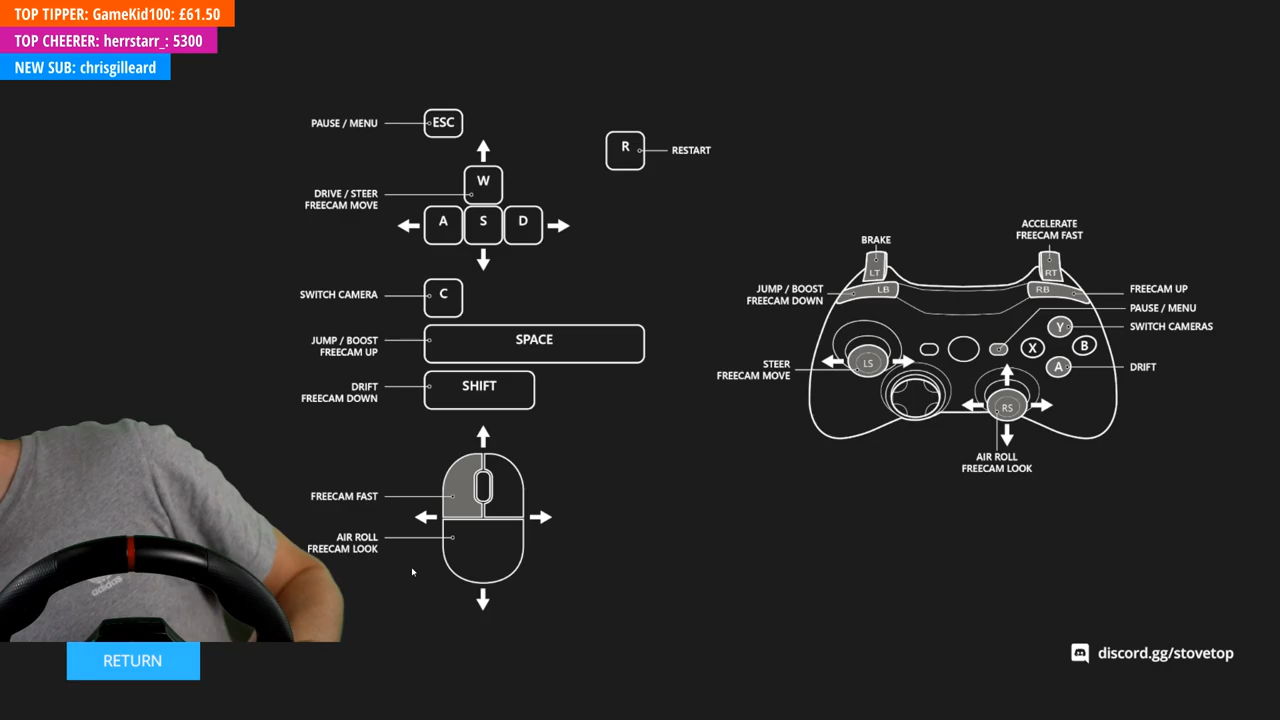 TOP TIPPER: GameKid100: £61.50
TOP CHEERER: herrstarr_: 5300
NEW SUB: chrisgilleard
PAUSE / MENU
ESC
R
RESTART
W
DRIVE / STEER
FREECAM MOVE
A
S
D
SWITCH CAMERA
C
JUMP / BOOST
FREECAM UP
SPACE
DRIFT
FREECAM DOWN
SHIFT
FREECAM FAST
AIR ROLL
FREECAM LOOK
BRAKE
ACCELERATE
FREECAM FAST
LT
RT
JUMP / BOOST
FREECAM DOWN
LB
RB
FREECAM UP
PAUSE / MENU
Y
SWITCH CAMERAS
X
B
STEER
FREECAM MOVE
LS
A
DRIFT
RS
AIR ROLL
FREECAM LOOK
adidas
RETURN
discord.gg/stovetop